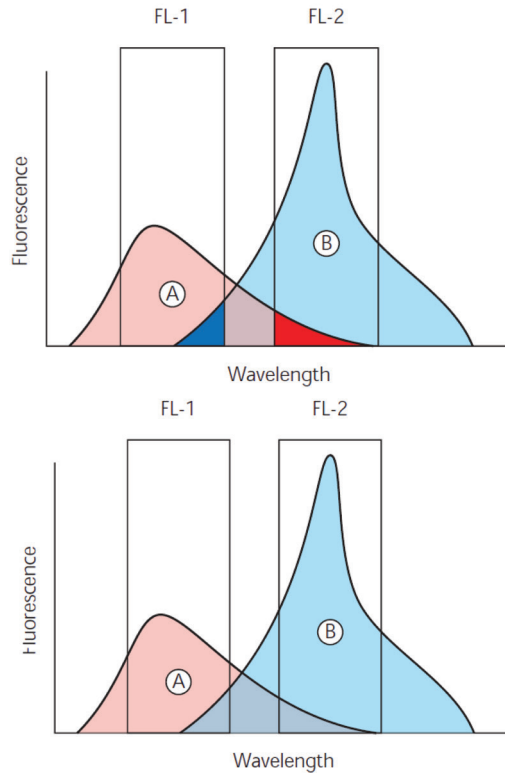 FL-1 FL-2
Fluorescence
A
B
Wavelength
FL-1 FL-2
Fluorescence
A
B
Wavelength